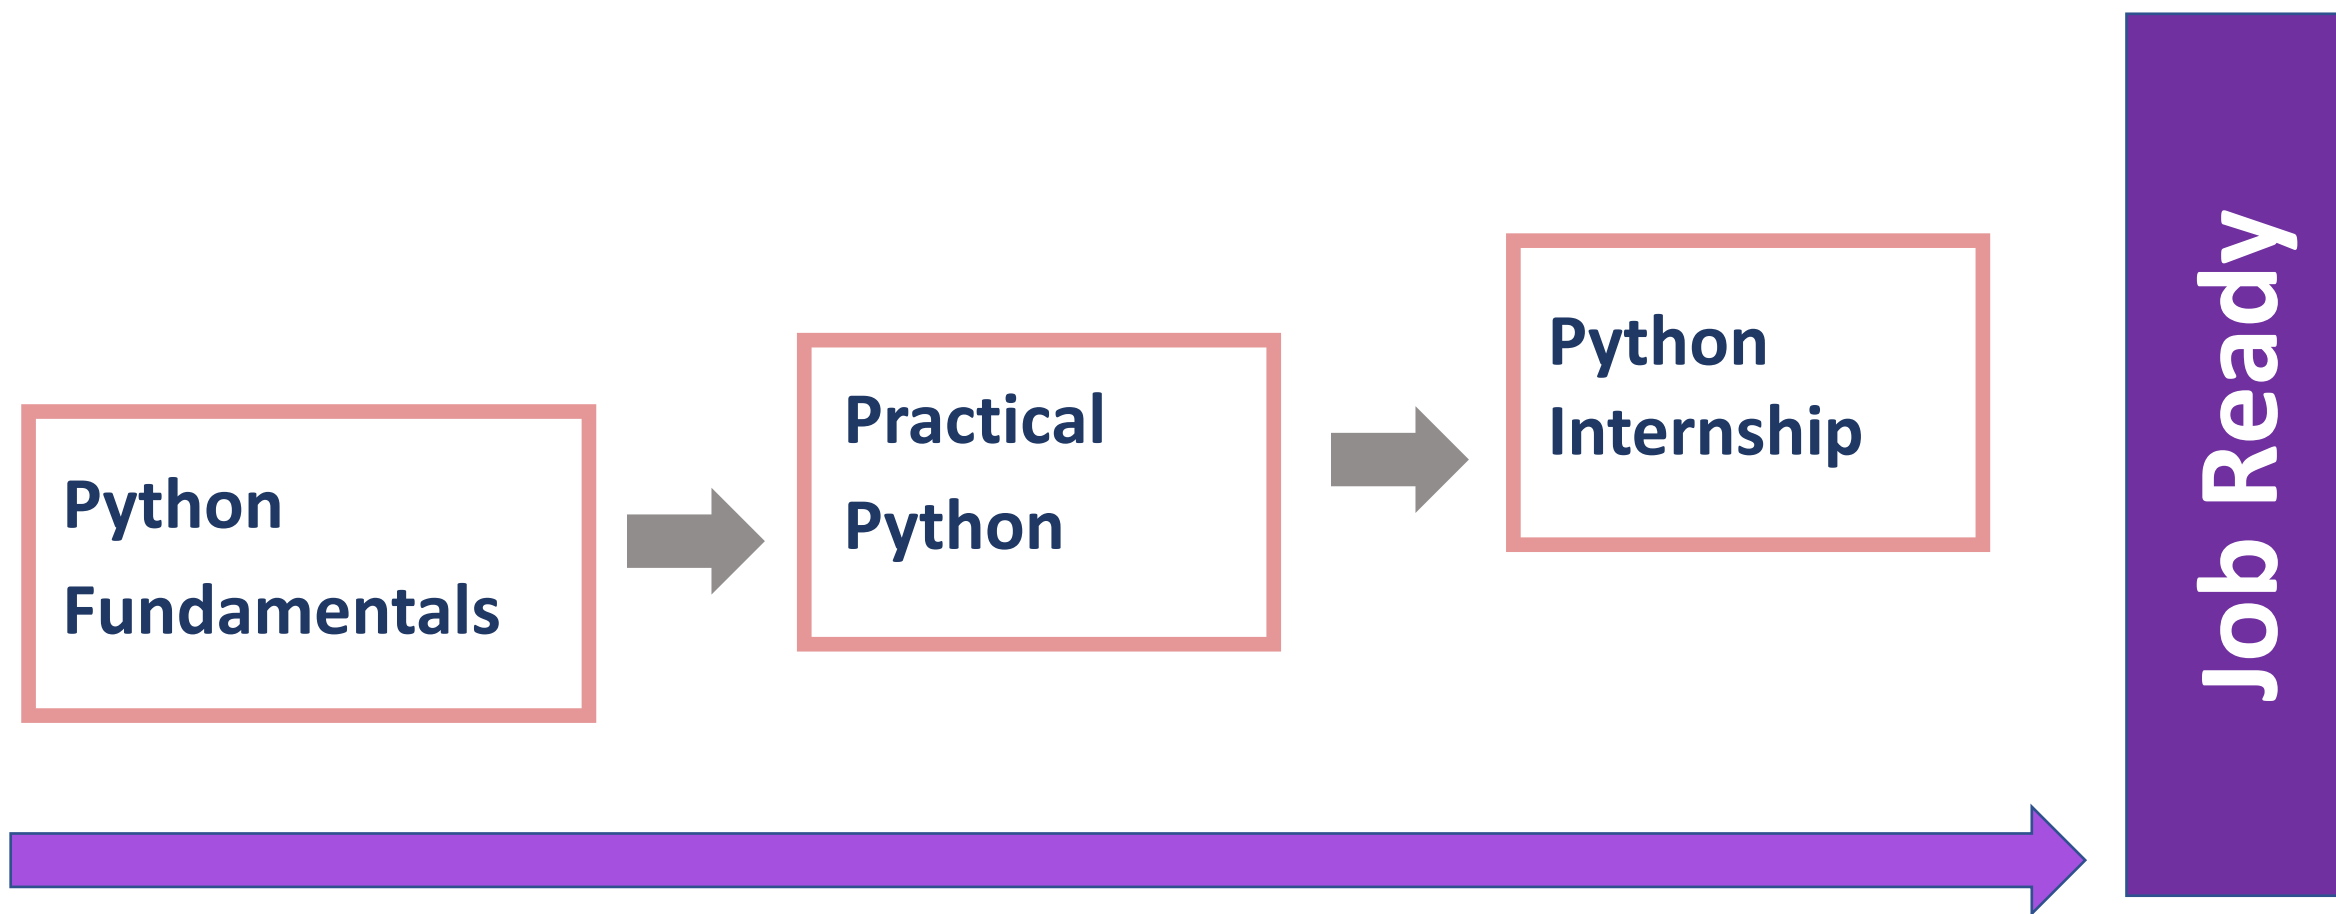 Python
Fundamentals
Practical
Python
Python
Internship
Job Ready